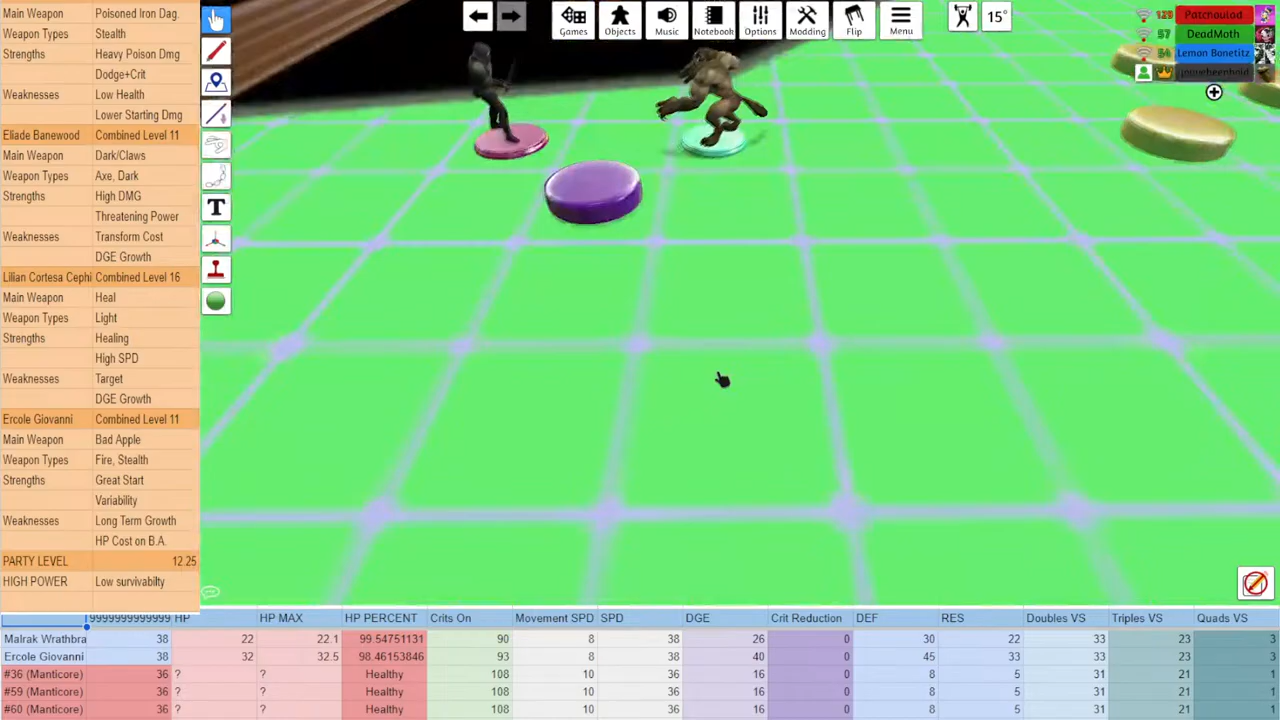 Main Weapon Poisoned Iron Dag.
Weapon Types Stealth
Strengths Heavy Poison Dmg
Dodge+Crit
Weaknesses Low Health
Lower Starting Dmg
Eliade Banewood Combined Level 11
Main Weapon Dark/Claws
Weapon Types Axe, Dark
Strengths High DMG
Threatening Power
Weaknesses Transform Cost
DGE Growth
Lilian Cortesa Cephi Combined Level 16
Main Weapon Heal
Weapon Types Light
Strengths Healing
High SPD
Weaknesses Target
DGE Growth
Ercole Giovanni Combined Level 11
Main Weapon Bad Apple
Weapon Types Fire, Stealth
Strengths Great Start
Variability
Weaknesses Long Term Growth
HP Cost on B.A.
PARTY LEVEL 12.25
HIGH POWER Low survivabilty
T
Games Objects Music Notebook Options Modding Flip Menu 15°
129 Patchoulad
57 DeadMoth
Lemon Bonetitz
9999999999999 HP HP MAX HP PERCENT Crits On Movement SPD SPD DGE Crit Reduction DEF RES Doubles VS Triples VS Quads VS
Malrak Wrathbra 38 22 22.1 99.54751131 90 8 38 26 0 30 22 33 23 3
Ercole Giovanni 38 32 32.5 98.46153846 93 8 38 40 0 45 33 33 23 3
#36 (Manticore) 36 ? ? Healthy 108 10 36 16 0 8 5 31 21 1
#59 (Manticore) 36 ? ? Healthy 108 10 36 16 0 8 5 31 21 1
#60 (Manticore) 36 ? ? Healthy 108 10 36 16 0 8 5 31 21 1